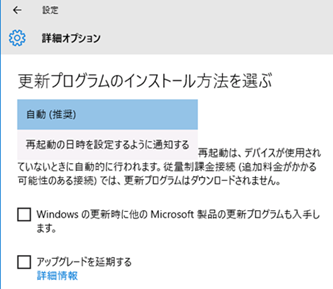 設定
詳細オプション
更新プログラムのインストール方法を選ぶ
自動 (推奨)
再起動の日時を設定するように通知する
再起動は、デバイスが使用され
ていないときに自動的に行われます。従量制課金接続 (追加料金がかかる
可能性のある接続) では、更新プログラムはダウンロードされません。
Windows の更新時に他の Microsoft 製品の更新プログラムも入手し
ます。
アップグレードを延期する
詳細情報